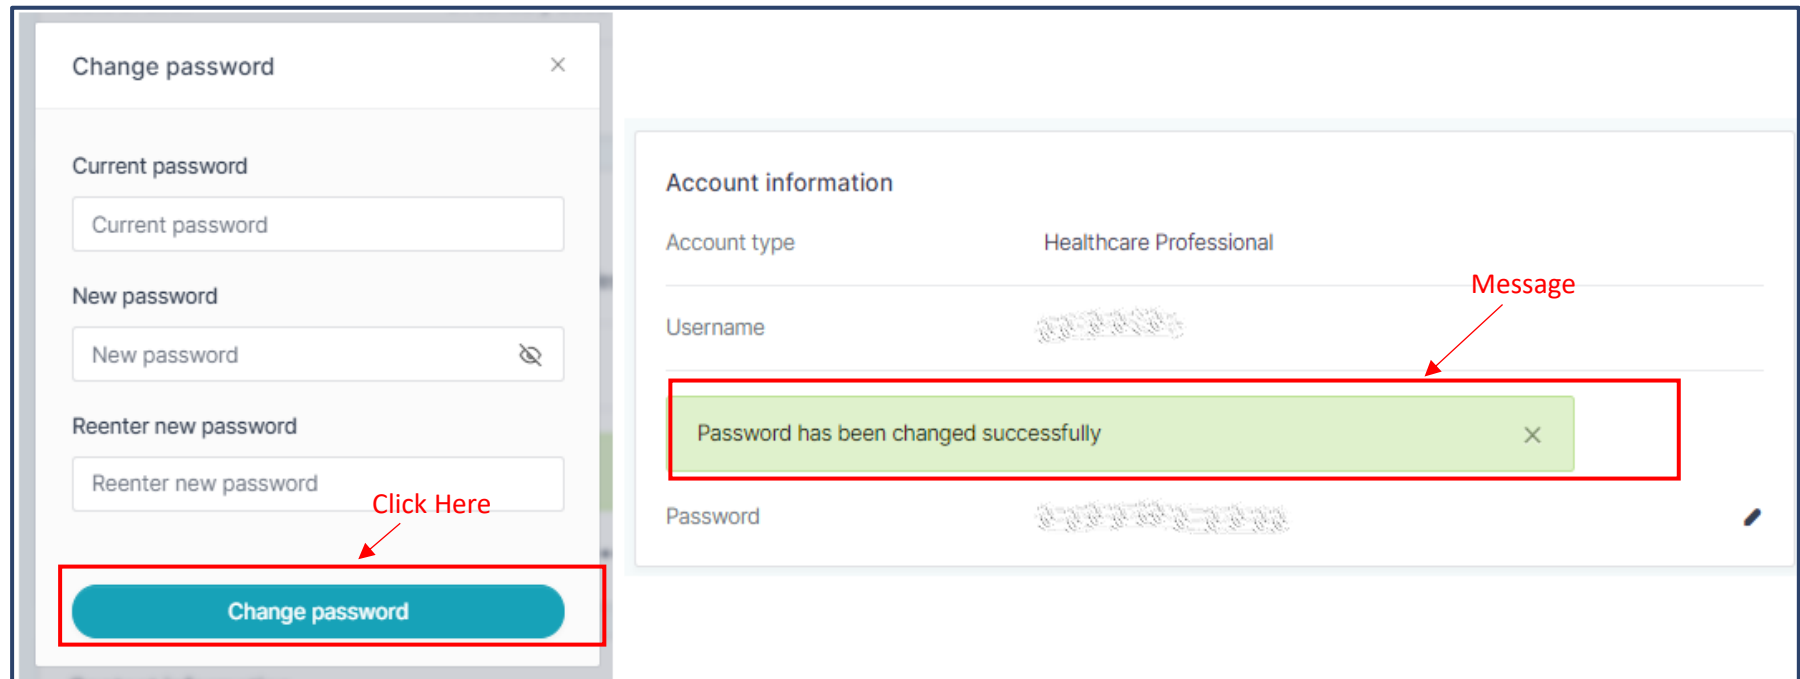 Change password
Current password
Current password
New password
New password
Reenter new password
Reenter new password
Click Here
Change password
Account information
Account type Healthcare Professional
Message
Username
Password has been changed successfully
Password